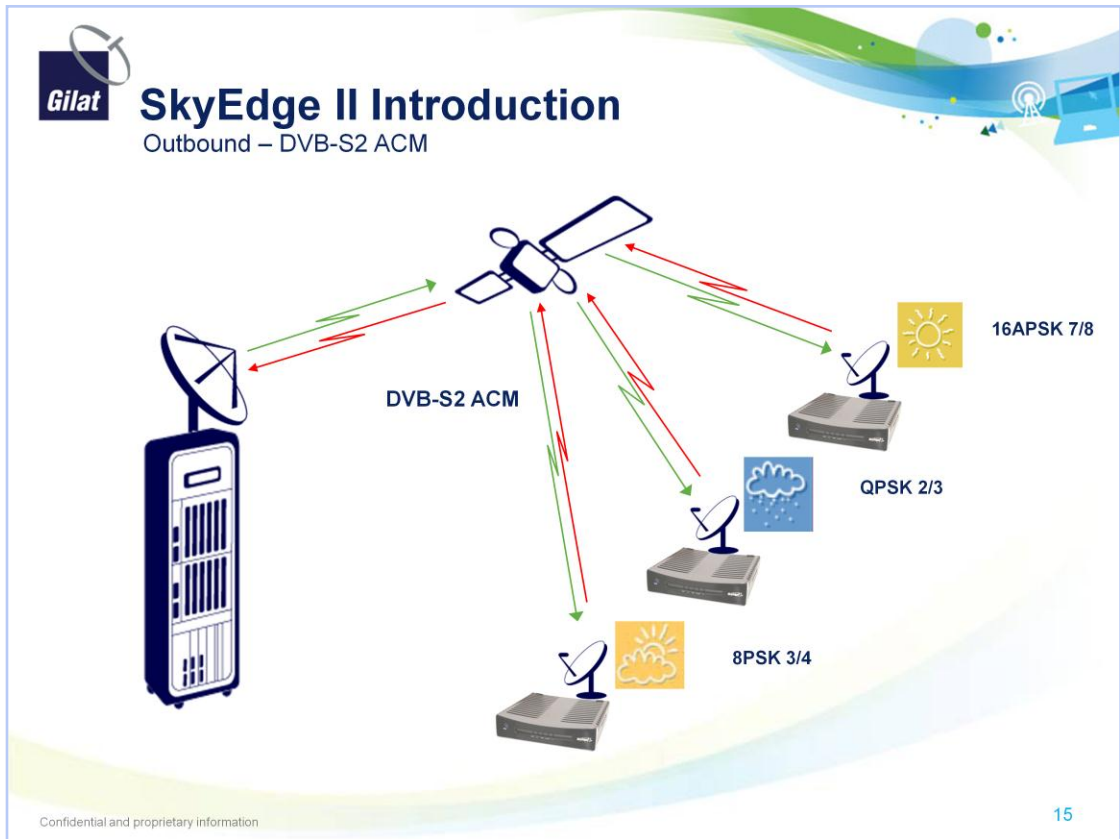 Gilat
SkyEdge II Introduction
Outbound – DVB-S2 ACM
16APSK 7/8
DVB-S2 ACM
QPSK 2/3
8PSK 3/4
Confidential and proprietary information
15